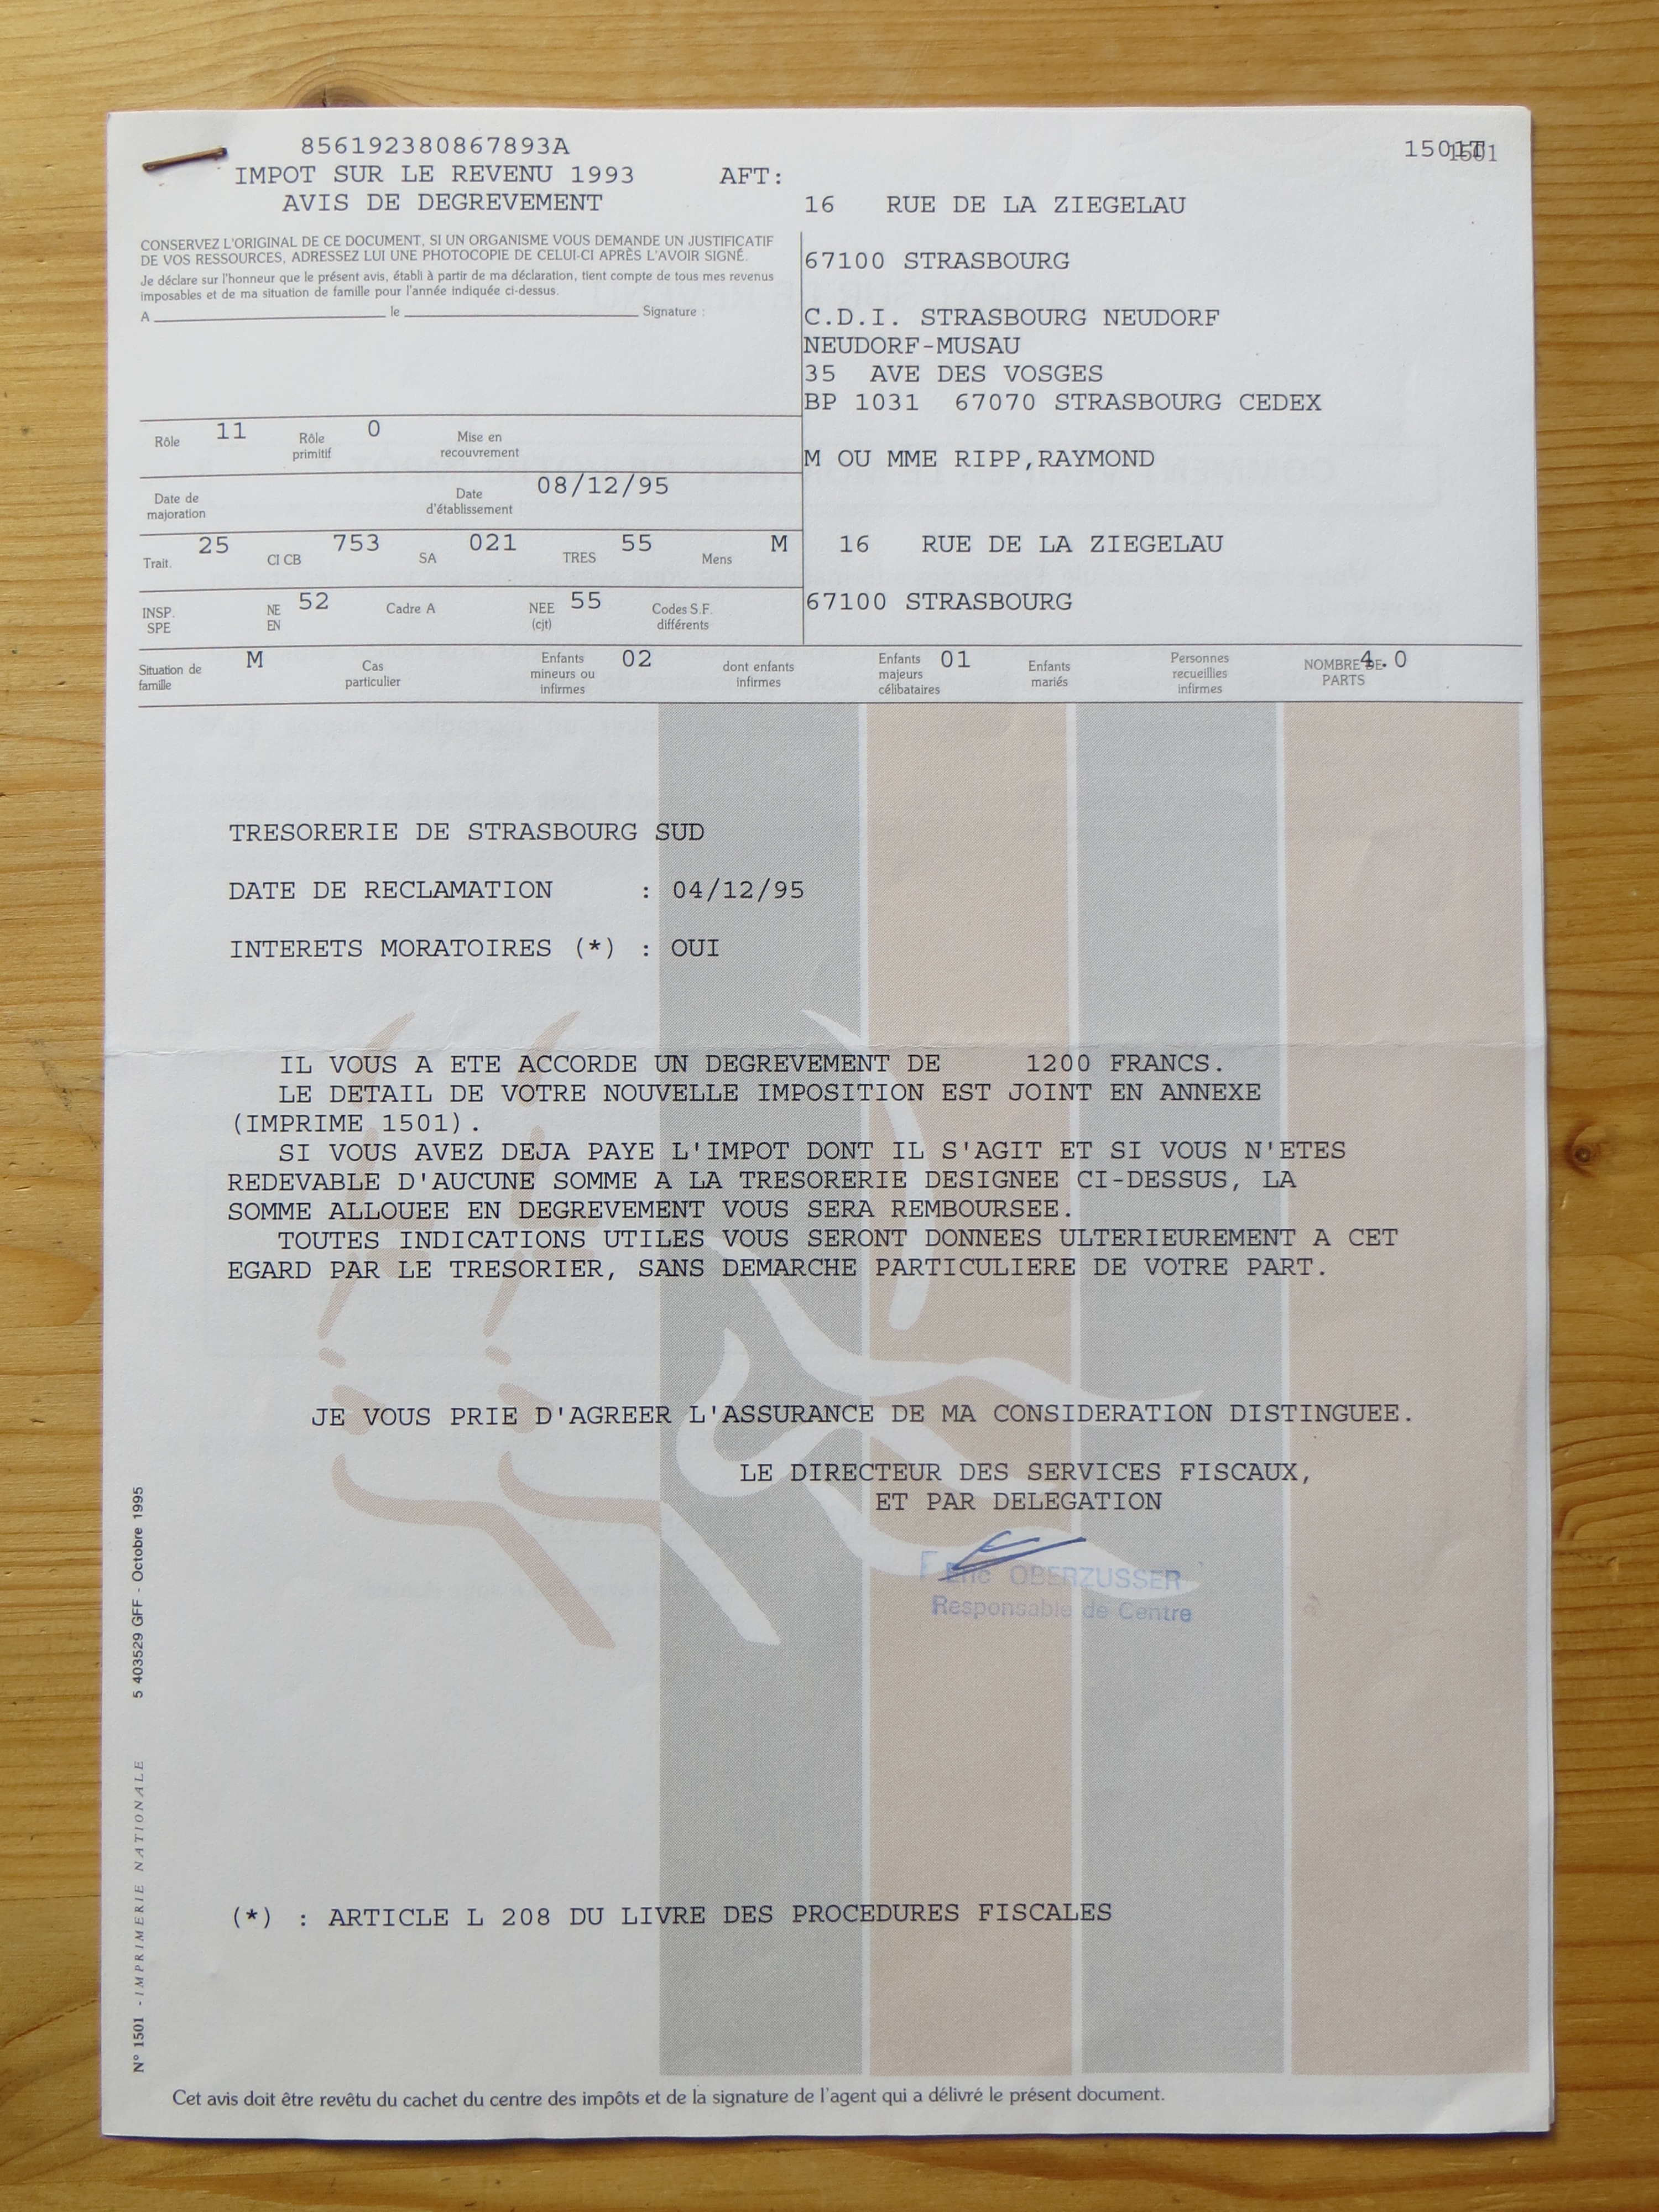 856192380867893A
IMPOT SUR LE REVENU 1993
AVIS DE DEGREVEMENT
CONSERVEZ L'ORIGINAL DE CE DOCUMENT, SI UN ORGANISME VOUS DEMANDE UN JUSTIFICATIF
DE VOS RESSOURCES, ADRESSEZ LUI UNE PHOTOCOPIE DE CELUI-CI APRÈS L'AVOIR SIGNÉ.
Je déclare sur l'honneur que le présent avis, établi à partir de ma déclaration, tient compte de tous mes revenus
imposables et de ma situation de famille pour l'année indiquée ci-dessus.
A le Signature :
AFT:
1501T 1501
16 RUE DE LA ZIEGELAU
67100 STRASBOURG
C.D.I. STRASBOURG NEUDORF
NEUDORF-MUSAU
35 AVE DES VOSGES
BP 1031 67070 STRASBOURG CEDEX
M OU MME RIPP,RAYMOND
16 RUE DE LA ZIEGELAU
67100 STRASBOURG
Rôle 11 Rôle primitif 0 Mise en recouvrement
Date de majoration Date d'établissement 08/12/95
Trait. 25 CI CB 753 SA 021 TRES 55 Mens M
INSP. SPE NE EN 52 Cadre A NEE (cjt) 55 Codes S.F. différents
Situation de famille M Cas particulier Enfants mineurs ou infirmes 02 dont enfants infirmes Enfants majeurs célibataires 01 Enfants mariés Personnes recueillies infirmes NOMBRE DE PARTS 4.0
TRESORERIE DE STRASBOURG SUD
DATE DE RECLAMATION : 04/12/95
INTERETS MORATOIRES (*) : OUI
IL VOUS A ETE ACCORDE UN DEGREVEMENT DE 1200 FRANCS.
LE DETAIL DE VOTRE NOUVELLE IMPOSITION EST JOINT EN ANNEXE
(IMPRIME 1501).
SI VOUS AVEZ DEJA PAYE L'IMPOT DONT IL S'AGIT ET SI VOUS N'ETES
REDEVABLE D'AUCUNE SOMME A LA TRESORERIE DESIGNEE CI-DESSUS, LA
SOMME ALLOUEE EN DEGREVEMENT VOUS SERA REMBOURSEE.
TOUTES INDICATIONS UTILES VOUS SERONT DONNEES ULTERIEUREMENT A CET
EGARD PAR LE TRESORIER, SANS DEMARCHE PARTICULIERE DE VOTRE PART.
JE VOUS PRIE D'AGREER L'ASSURANCE DE MA CONSIDERATION DISTINGUEE.
LE DIRECTEUR DES SERVICES FISCAUX,
ET PAR DELEGATION
Eric OBERZUSSER
Responsable de Centre
(*) : ARTICLE L 208 DU LIVRE DES PROCEDURES FISCALES
N° 1501 - IMPRIMERIE NATIONALE 5 403529 GFF - Octobre 1995
Cet avis doit être revêtu du cachet du centre des impôts et de la signature de l'agent qui a délivré le présent document.